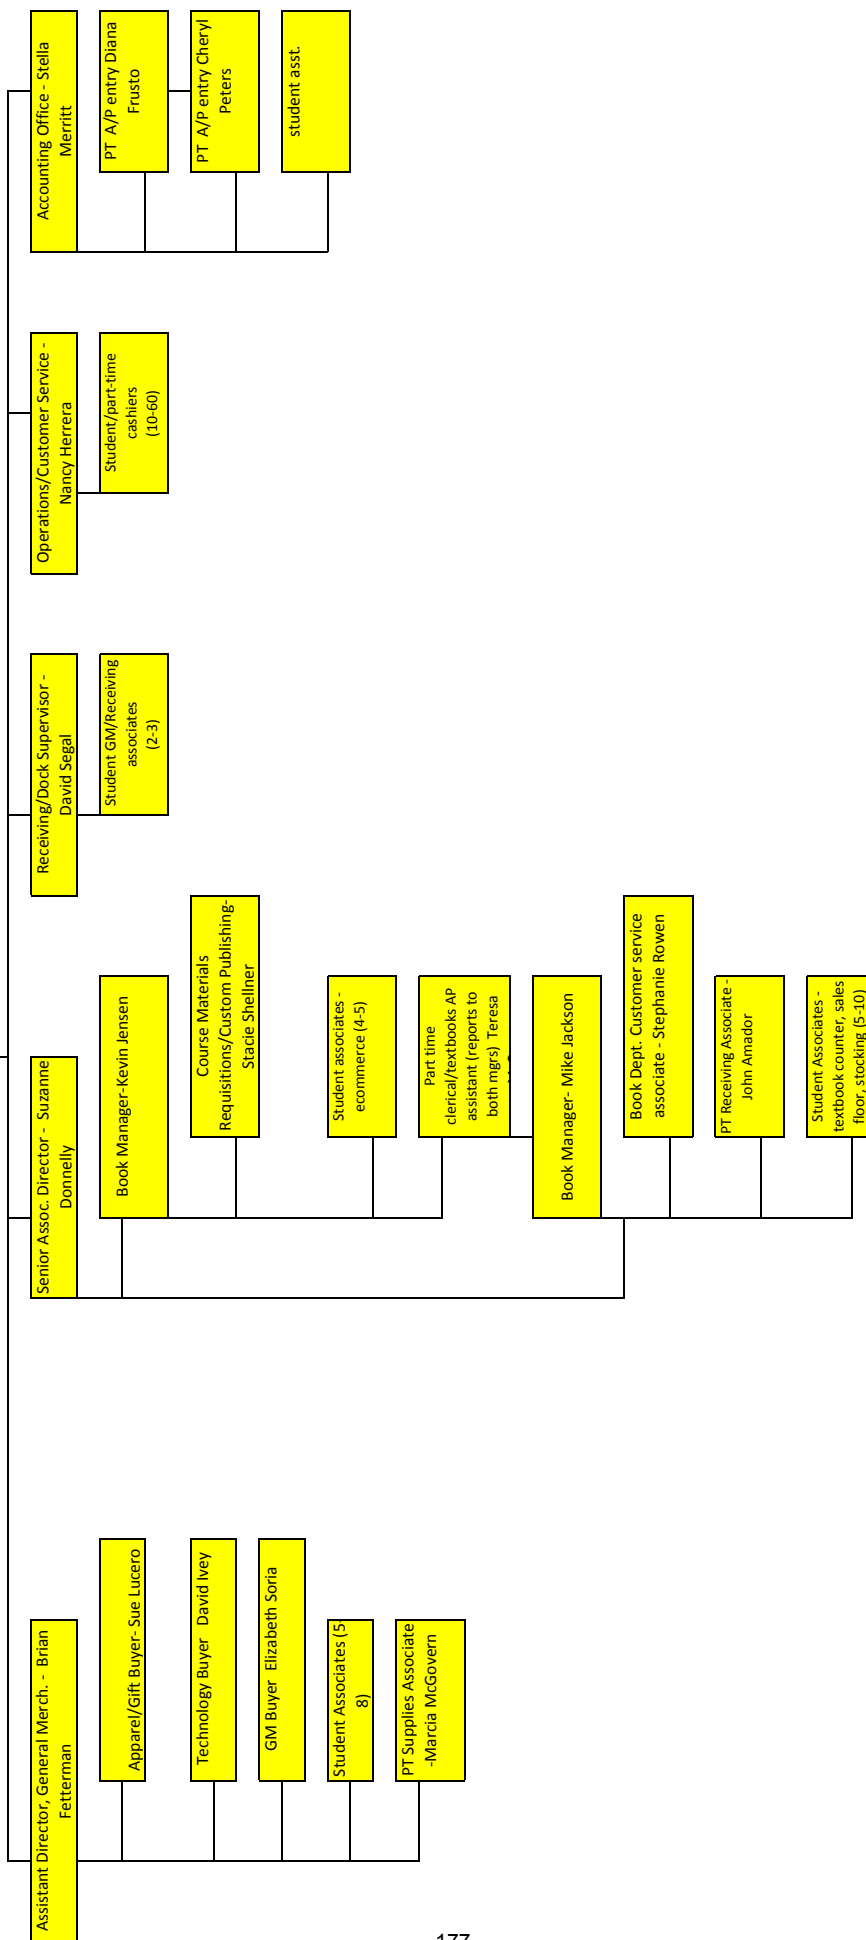 Assistant Director, General Merch. - Brian
Fetterman
Apparel/Gift Buyer- Sue Lucero
Technology Buyer David Ivey
GM Buyer Elizabeth Soria
Student Associates (5-
8)
PT Supplies Associate
-Marcia McGovern
Senior Assoc. Director - Suzanne
Donnelly
Book Manager-Kevin Jensen
Course Materials
Requisitions/Custom Publishing-
Stacie Shellner
Student associates -
ecommerce (4-5)
Part time
clerical/textbooks AP
assistant (reports to
both mgrs) Teresa
Book Manager- Mike Jackson
Book Dept. Customer service
associate - Stephanie Rowen
PT Receiving Associate -
John Amador
Student Associates -
textbook counter, sales
floor, stocking (5-10)
Receiving/Dock Supervisor -
David Segal
Student GM/Receiving
associates
(2-3)
Operations/Customer Service -
Nancy Herrera
Student/part-time
cashiers
(10-60)
Accounting Office - Stella
Merritt
PT A/P entry Diana
Frusto
PT A/P entry Cheryl
Peters
student asst.
177